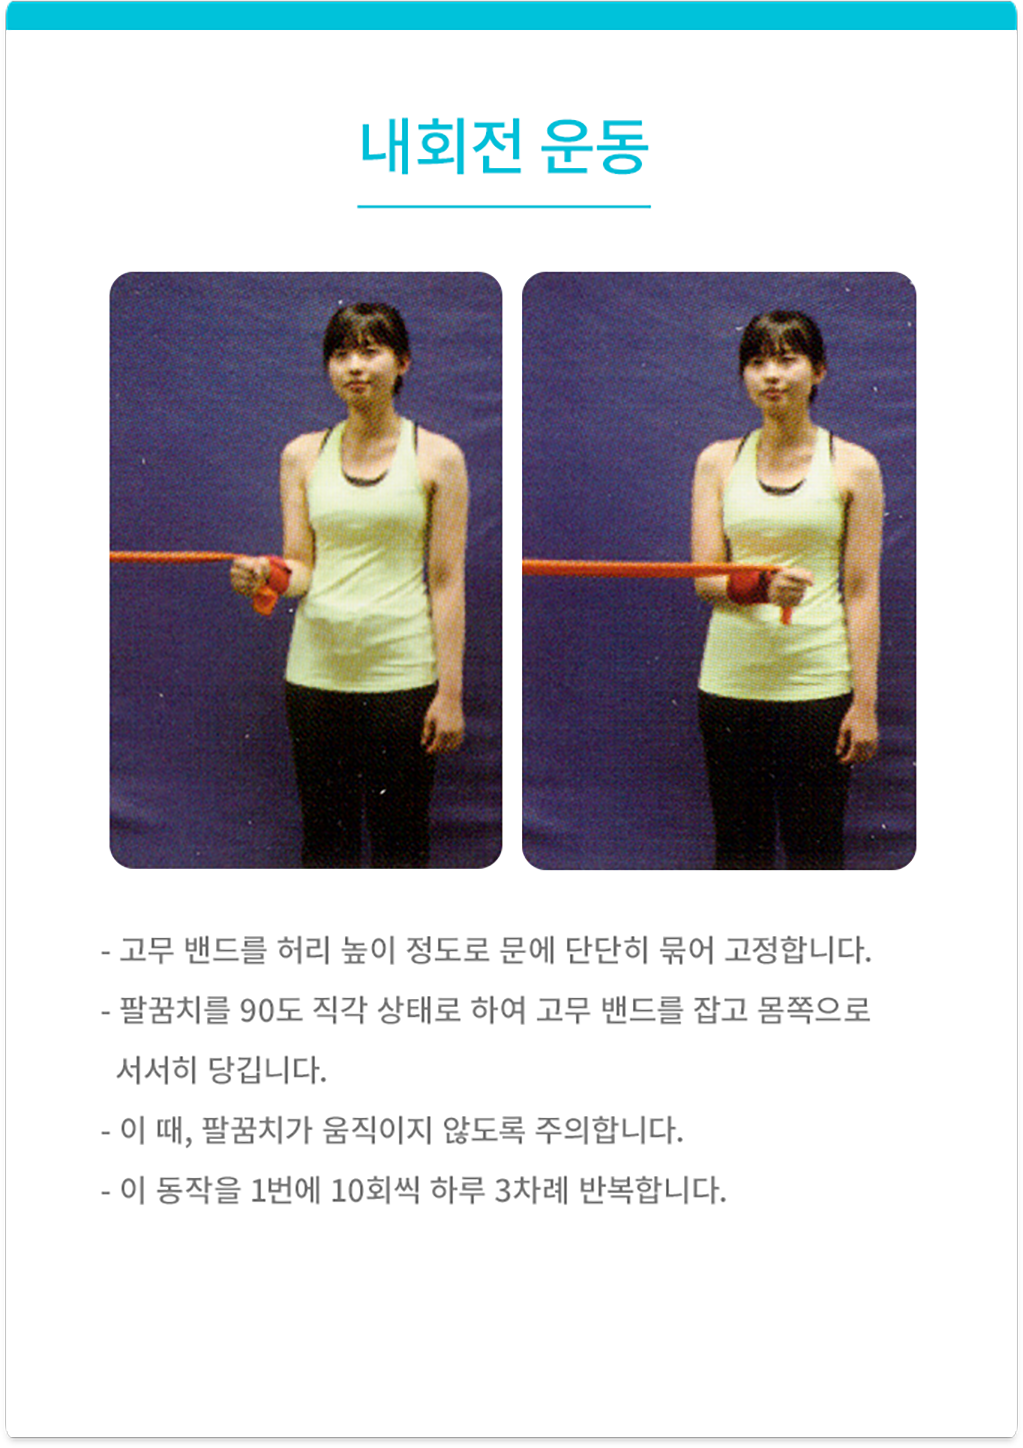 내회전 운동
- 고무 밴드를 허리 높이 정도로 문에 단단히 묶어 고정합니다.
- 팔꿈치를 90도 직각 상태로 하여 고무 밴드를 잡고 몸쪽으로
서서히 당깁니다.
- 이 때, 팔꿈치가 움직이지 않도록 주의합니다.
- 이 동작을 1번에 10회씩 하루 3차례 반복합니다.